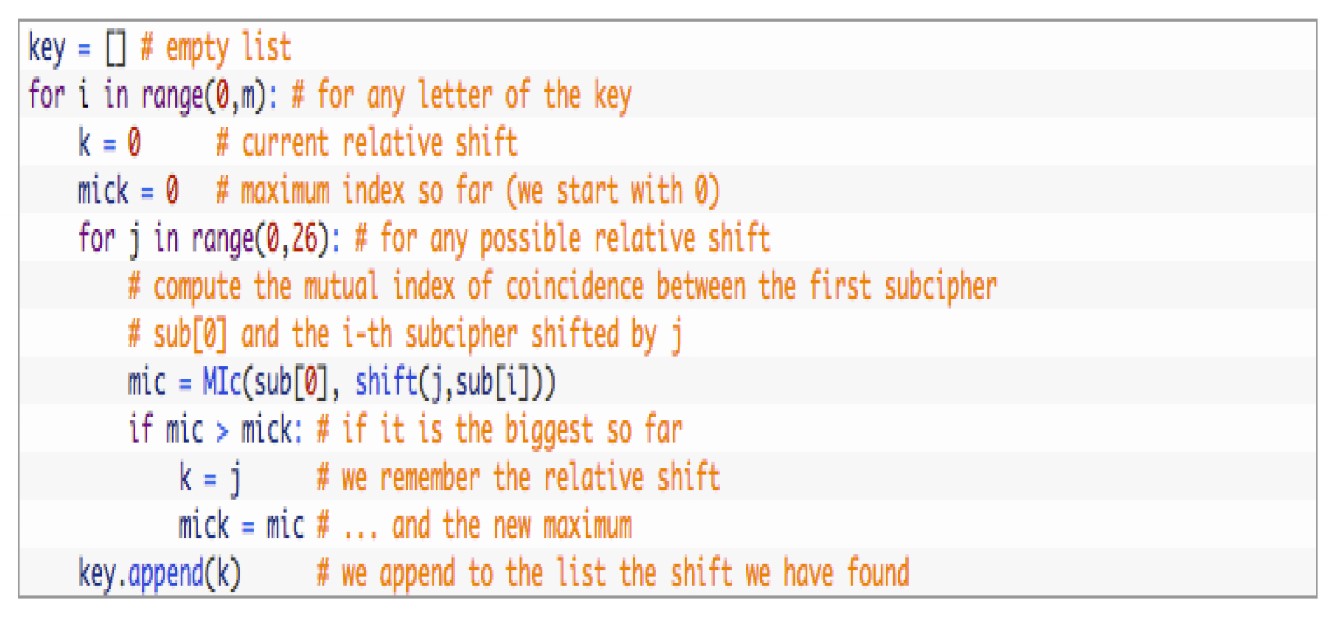 key = [] # empty list
for i in range(0,m): # for any letter of the key
    k = 0      # current relative shift
    mick = 0   # maximum index so far (we start with 0)
    for j in range(0,26): # for any possible relative shift
        # compute the mutual index of coincidence between the first subcipher
        # sub[0] and the i-th subcipher shifted by j
        mic = MIc(sub[0], shift(j,sub[i]))
        if mic > mick: # if it is the biggest so far
            k = j      # we remember the relative shift
            mick = mic # ... and the new maximum
    key.append(k)      # we append to the list the shift we have found